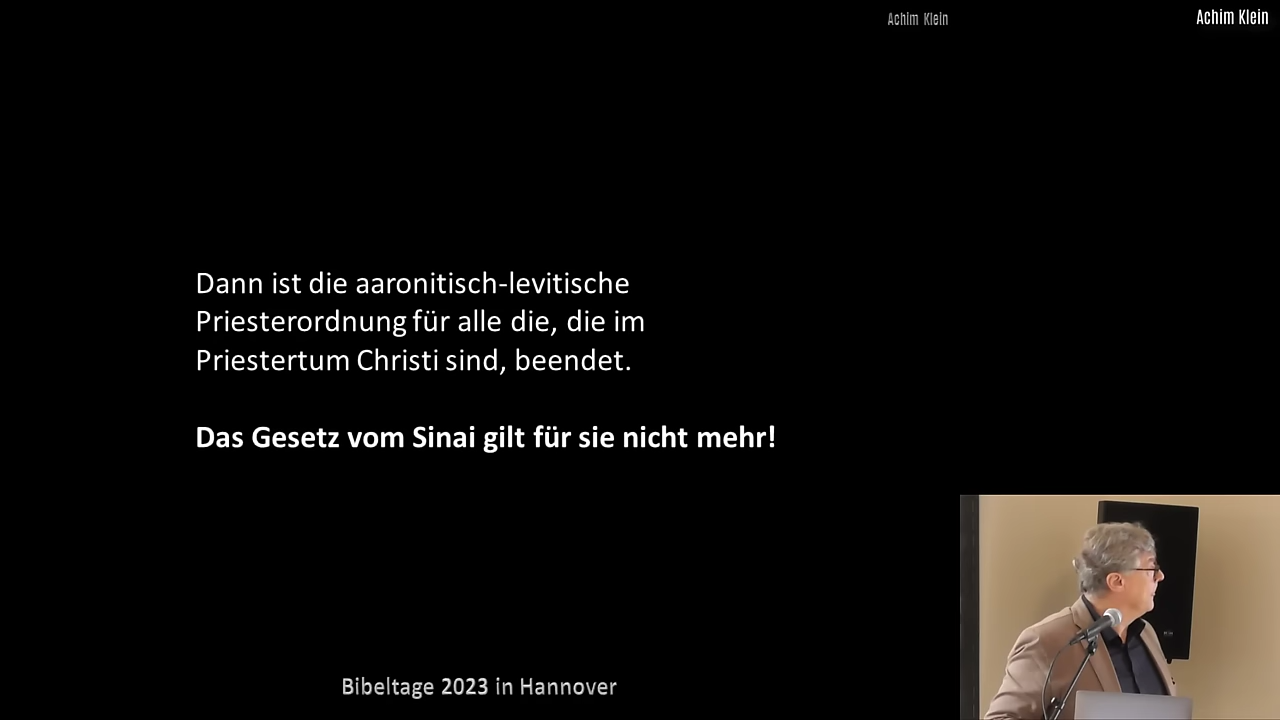 Achim Klein
Achim Klein
Dann ist die aaronitisch-levitische
Priesterordnung für alle die, die im
Priestertum Christi sind, beendet.
Das Gesetz vom Sinai gilt für sie nicht mehr!
Bibeltage 2023 in Hannover